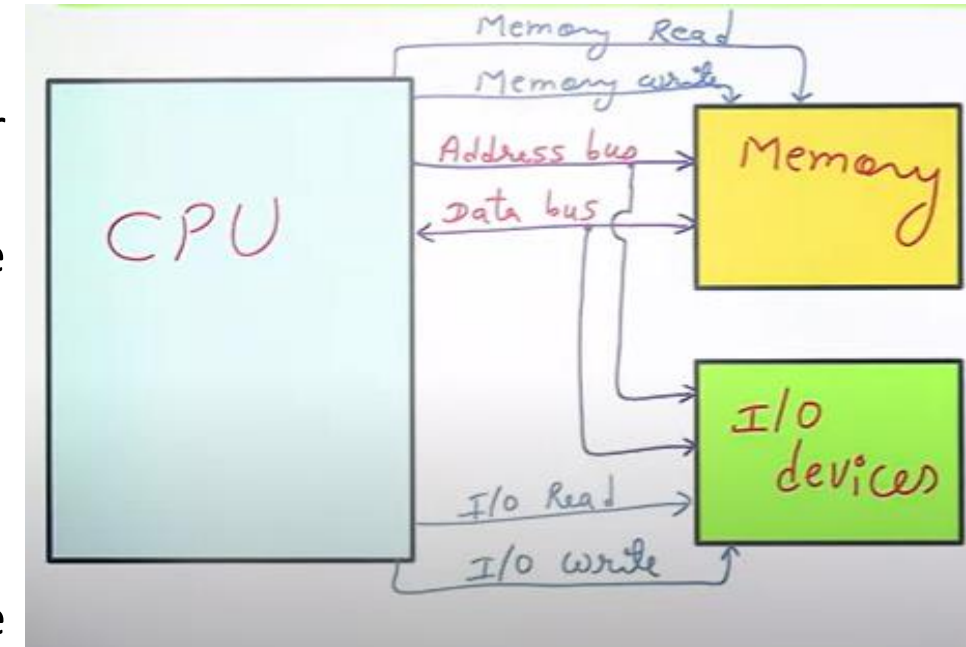 Memory Read
Memory write
Address bus
Memory
Data bus
CPU
I/O
devices
I/O Read
I/O write